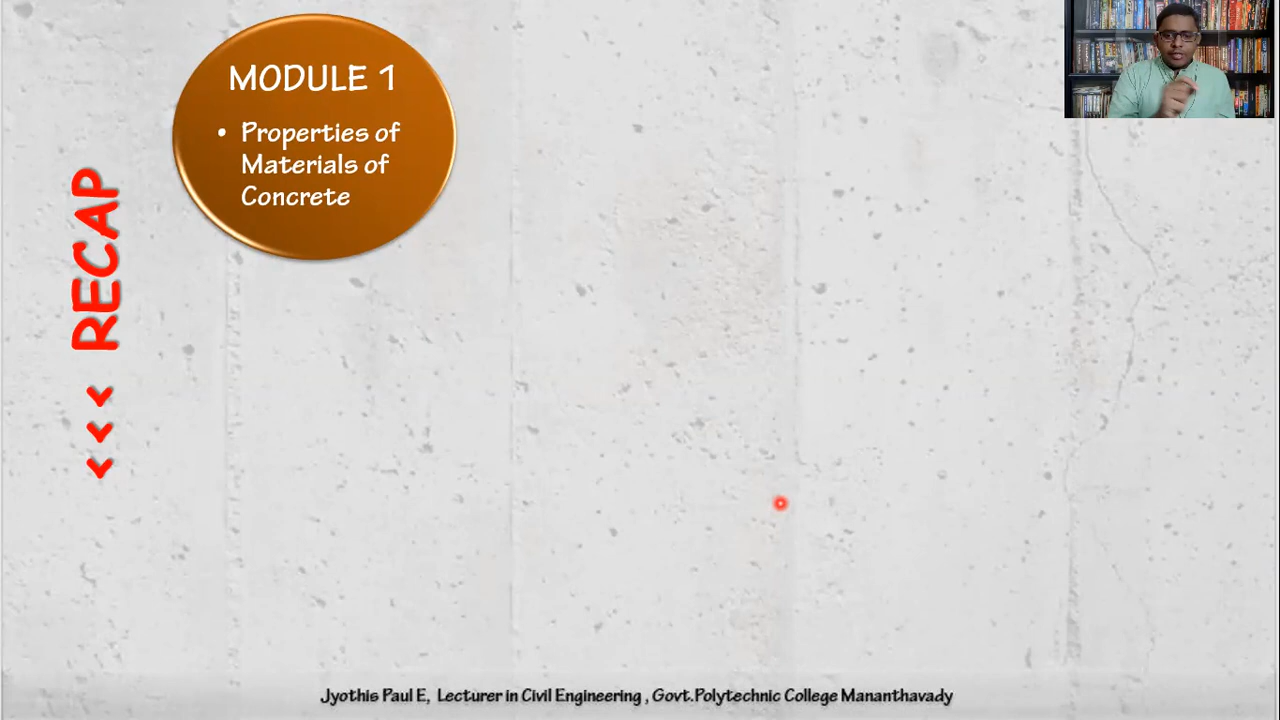 MODULE 1
• Properties of
Materials of
Concrete
<<< RECAP
Jyothis Paul E, Lecturer in Civil Engineering , Govt.Polytechnic College Mananthavady